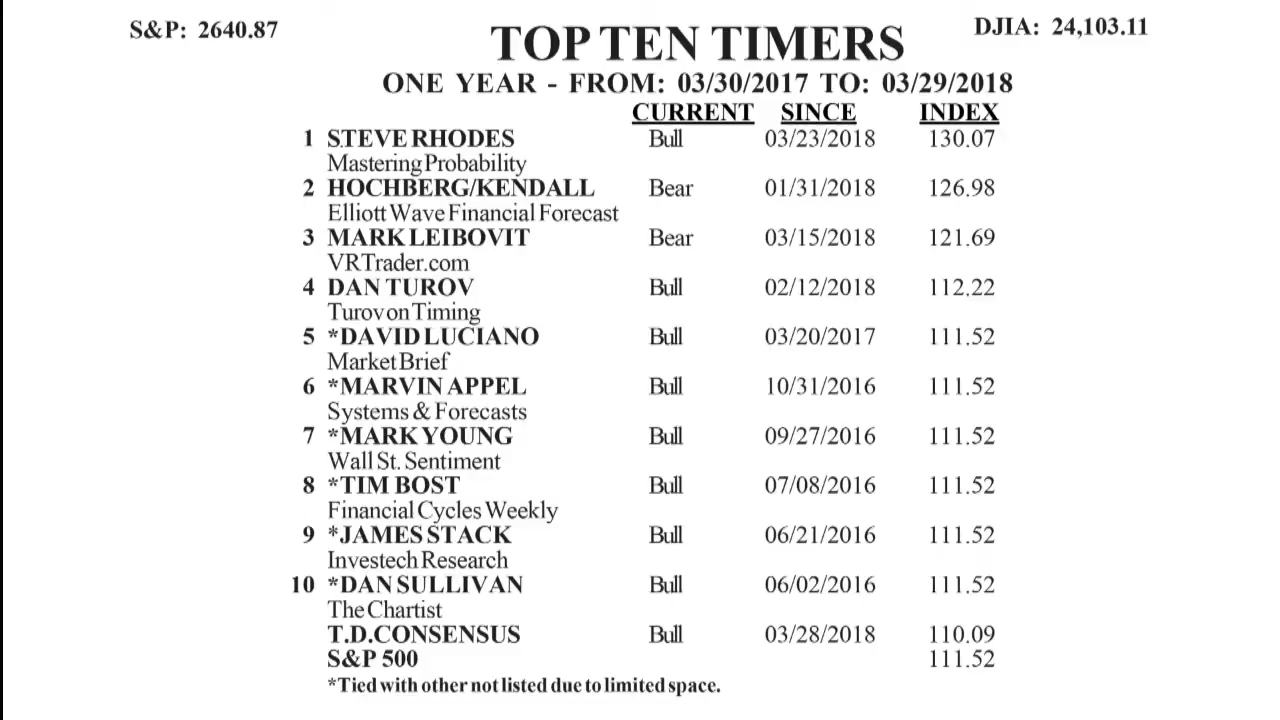 S&P: 2640.87
DJIA: 24,103.11
TOP TEN TIMERS
ONE YEAR - FROM: 03/30/2017 TO: 03/29/2018
CURRENT SINCE INDEX
1 STEVE RHODES Bull 03/23/2018 130.07
Mastering Probability
2 HOCHBERG/KENDALL Bear 01/31/2018 126.98
Elliott Wave Financial Forecast
3 MARK LEIBOVIT Bear 03/15/2018 121.69
VRTrader.com
4 DAN TUROV Bull 02/12/2018 112.22
Turov on Timing
5 *DAVID LUCIANO Bull 03/20/2017 111.52
Market Brief
6 *MARVIN APPEL Bull 10/31/2016 111.52
Systems & Forecasts
7 *MARK YOUNG Bull 09/27/2016 111.52
Wall St. Sentiment
8 *TIM BOST Bull 07/08/2016 111.52
Financial Cycles Weekly
9 *JAMES STACK Bull 06/21/2016 111.52
Investech Research
10 *DAN SULLIVAN Bull 06/02/2016 111.52
The Chartist
T.D.CONSENSUS Bull 03/28/2018 110.09
S&P 500 111.52
*Tied with other not listed due to limited space.